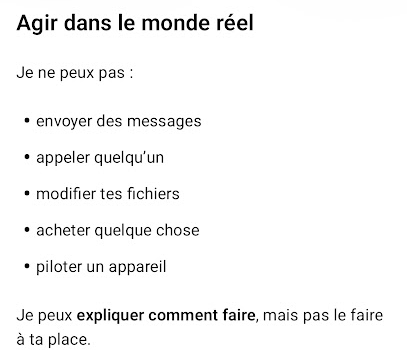 Agir dans le monde réel
Je ne peux pas :
• envoyer des messages
• appeler quelqu’un
• modifier tes fichiers
• acheter quelque chose
• piloter un appareil
Je peux expliquer comment faire, mais pas le faire
à ta place.